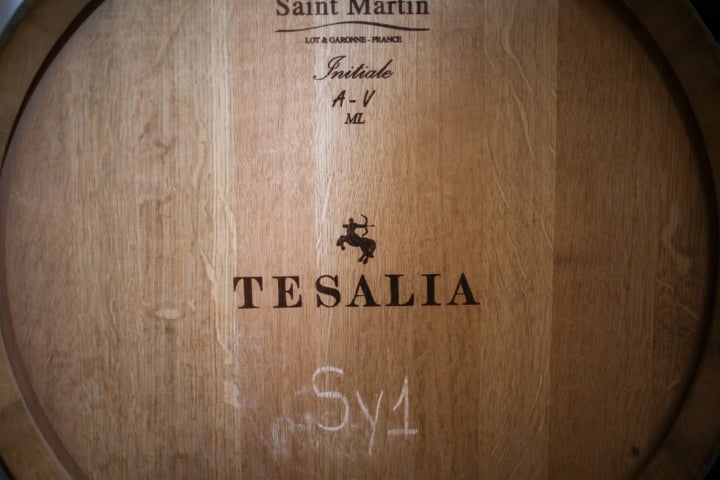 Saint Martin
LOT & GARONNE - FRANCE
Initiale
A - V
ML
TESALIA
Sy1